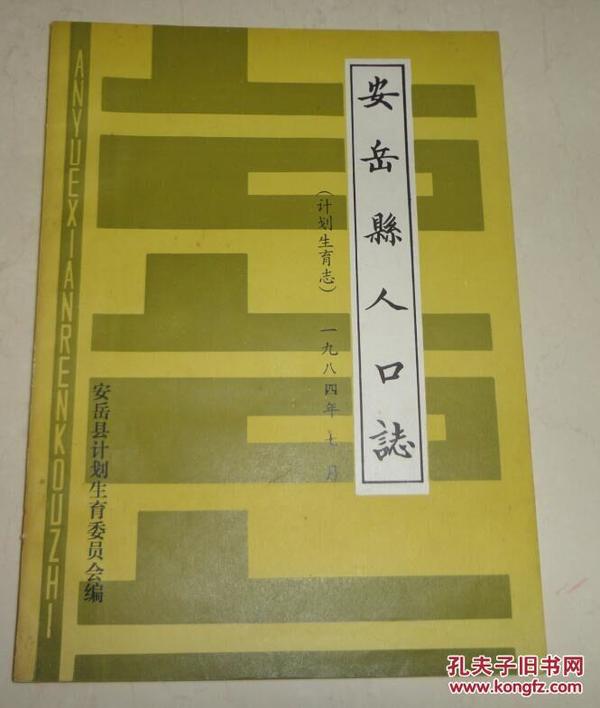 安岳縣人口誌
(计划生育志) 一九八四年七月
安岳县计划生育委员会编
ANYUEXIANRENKOUZHI
孔夫子旧书网
www.kongfz.com